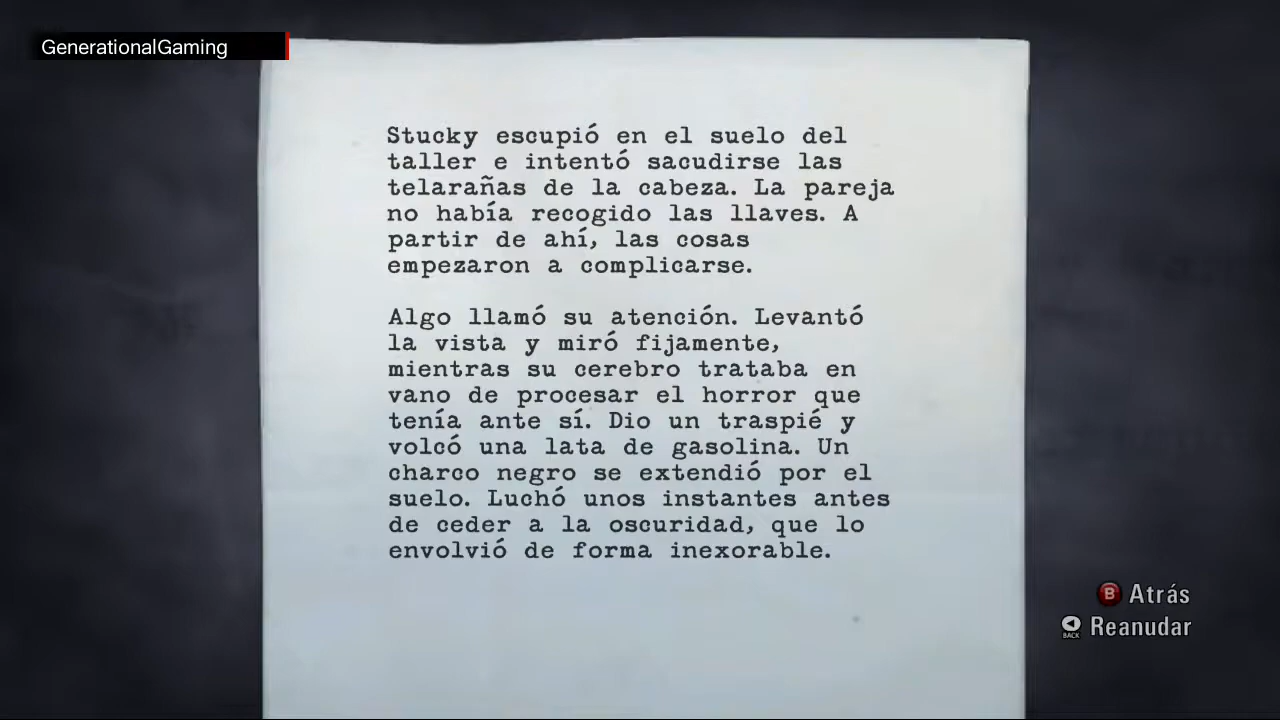 GenerationalGaming
Stucky escupió en el suelo del
taller e intentó sacudirse las
telarañas de la cabeza. La pareja
no había recogido las llaves. A
partir de ahí, las cosas
empezaron a complicarse.
Algo llamó su atención. Levantó
la vista y miró fijamente,
mientras su cerebro trataba en
vano de procesar el horror que
tenía ante sí. Dio un traspié y
volcó una lata de gasolina. Un
charco negro se extendió por el
suelo. Luchó unos instantes antes
de ceder a la oscuridad, que lo
envolvió de forma inexorable.
B Atrás
BACK Reanudar